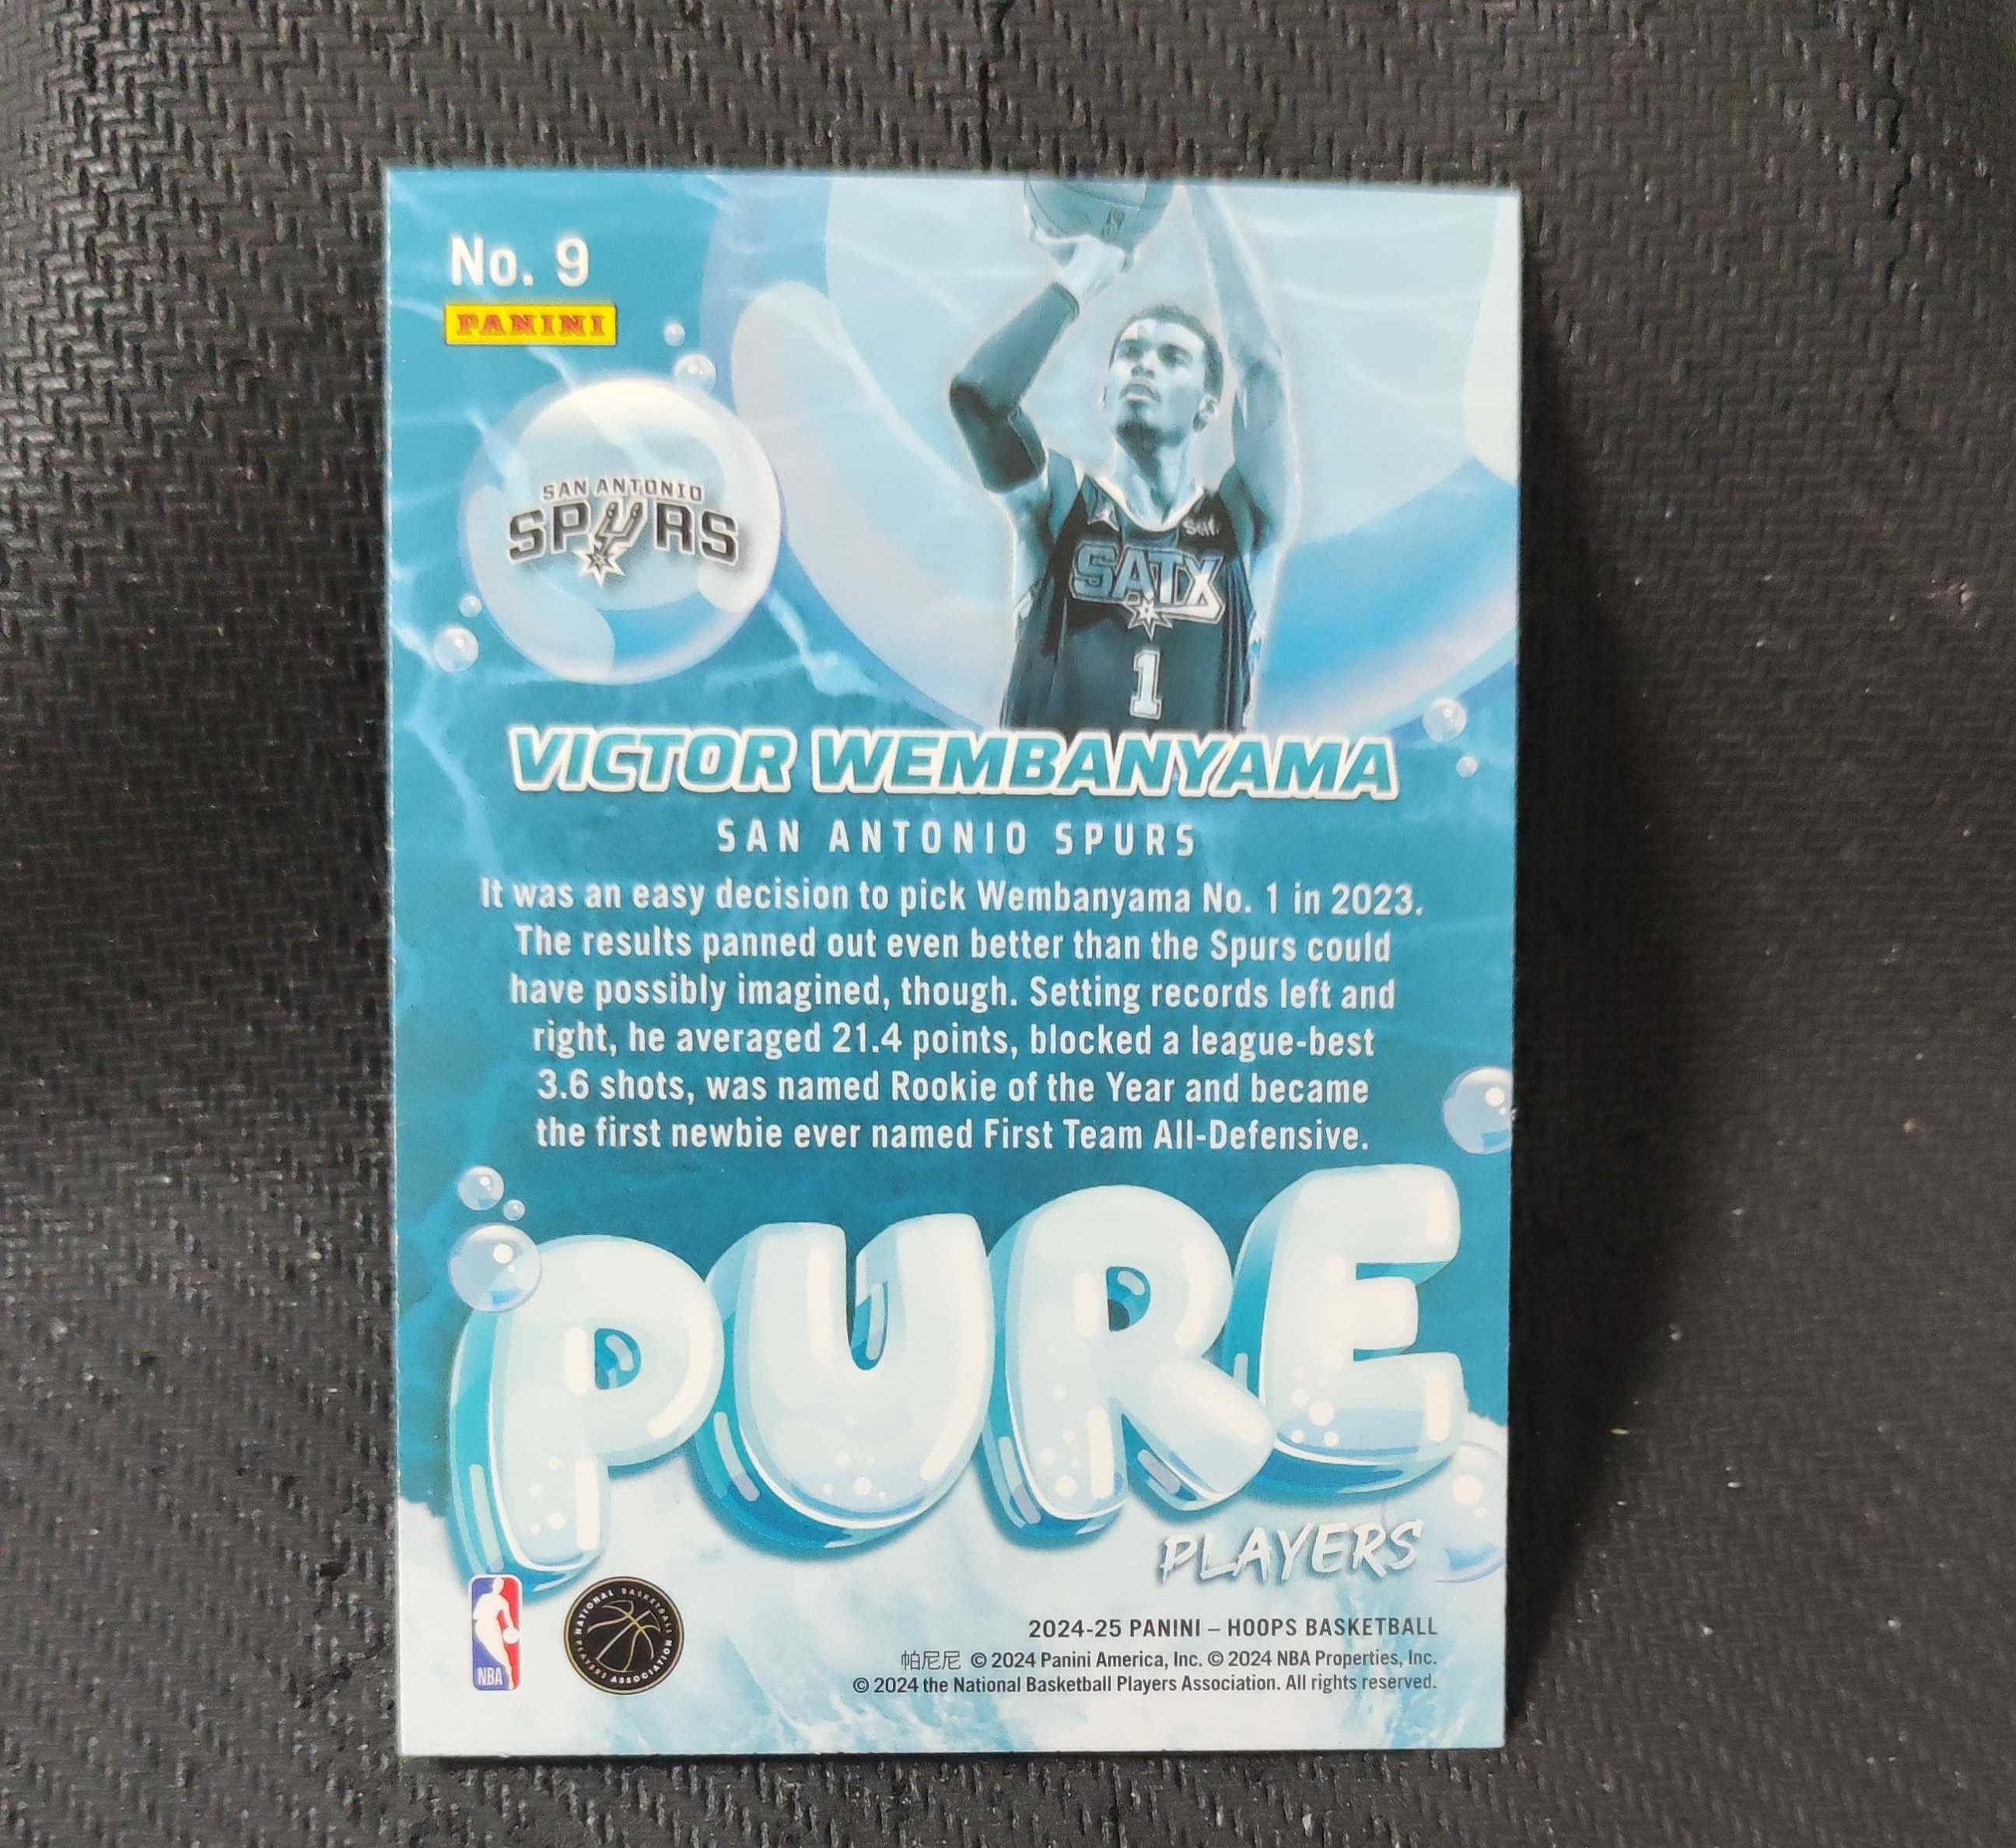 No. 9
PANINI
SAN ANTONIO
SPURS
Self.
SATX
1
VICTOR WEMBANYAMA
SAN ANTONIO SPURS
It was an easy decision to pick Wembanyama No. 1 in 2023.
The results panned out even better than the Spurs could
have possibly imagined, though. Setting records left and
right, he averaged 21.4 points, blocked a league-best
3.6 shots, was named Rookie of the Year and became
the first newbie ever named First Team All-Defensive.
PURE
PLAYERS
NBA
NATIONAL BASKETBALL
PLAYERS ASSOCIATION
2024-25 PANINI – HOOPS BASKETBALL
帕尼尼 © 2024 Panini America, Inc. © 2024 NBA Properties, Inc.
© 2024 the National Basketball Players Association. All rights reserved.